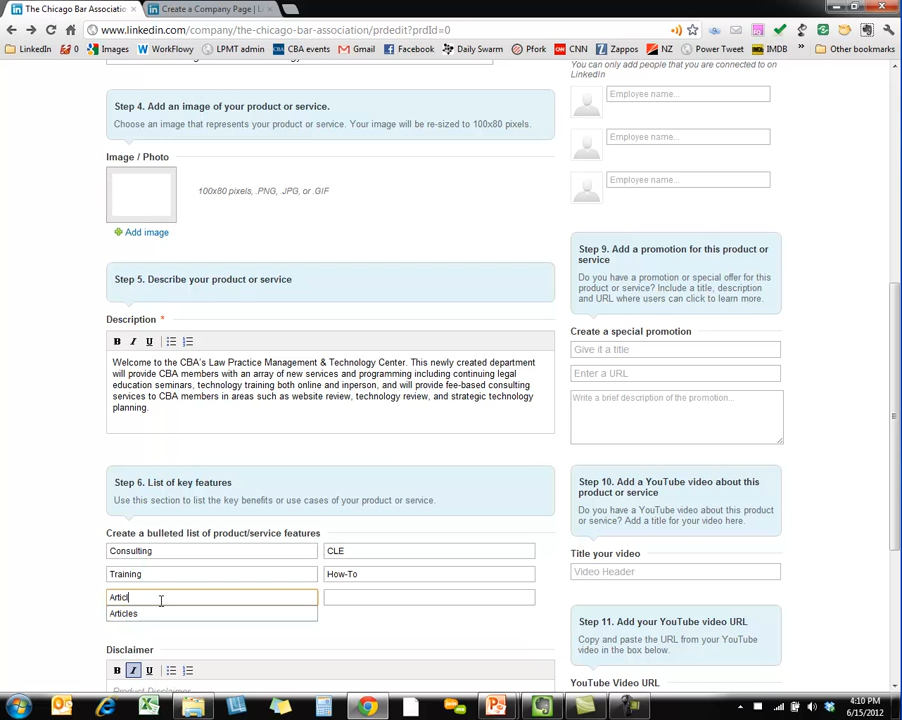 The Chicago Bar Associatio
Create a Company Page | Li
www.linkedin.com/company/the-chicago-bar-association/prdedit?prdId=0
LinkedIn
0
Images
WorkFlowy
LPMT admin
CBA events
Gmail
Facebook
Daily Swarm
Pfork
CNN
Zappos
NZ
Power Tweet
IMDB
Other bookmarks
Step 4. Add an image of your product or service.
Choose an image that represents your product or service. Your image will be re-sized to 100x80 pixels.
Image / Photo
100x80 pixels, .PNG, .JPG, or .GIF
Add image
Step 5. Describe your product or service
Description *
B I U
Welcome to the CBA's Law Practice Management & Technology Center. This newly created department
will provide CBA members with an array of new services and programming including continuing legal
education seminars, technology training both online and inperson, and will provide fee-based consulting
services to CBA members in areas such as website review, technology review, and strategic technology
planning.
Step 6. List of key features
Use this section to list the key benefits or use cases of your product or service.
Create a bulleted list of product/service features
Consulting
CLE
Training
How-To
Articl
Articles
Disclaimer
B I U
Product Disclaimer
You can only add people that you are connected to on
LinkedIn
Employee name...
Employee name...
Employee name...
Step 9. Add a promotion for this product or
service
Do you have a promotion or special offer for this
product or service? Include a title, description
and URL where users can click to learn more.
Create a special promotion
Give it a title
Enter a URL
Write a brief description of the promotion...
Step 10. Add a YouTube video about this
product or service
Do you have a YouTube video about this product
or service? Add a title for your video here.
Title your video
Video Header
Step 11. Add your YouTube video URL
Copy and paste the URL from your YouTube
video in the box below.
YouTube Video URL
4:10 PM
6/15/2012